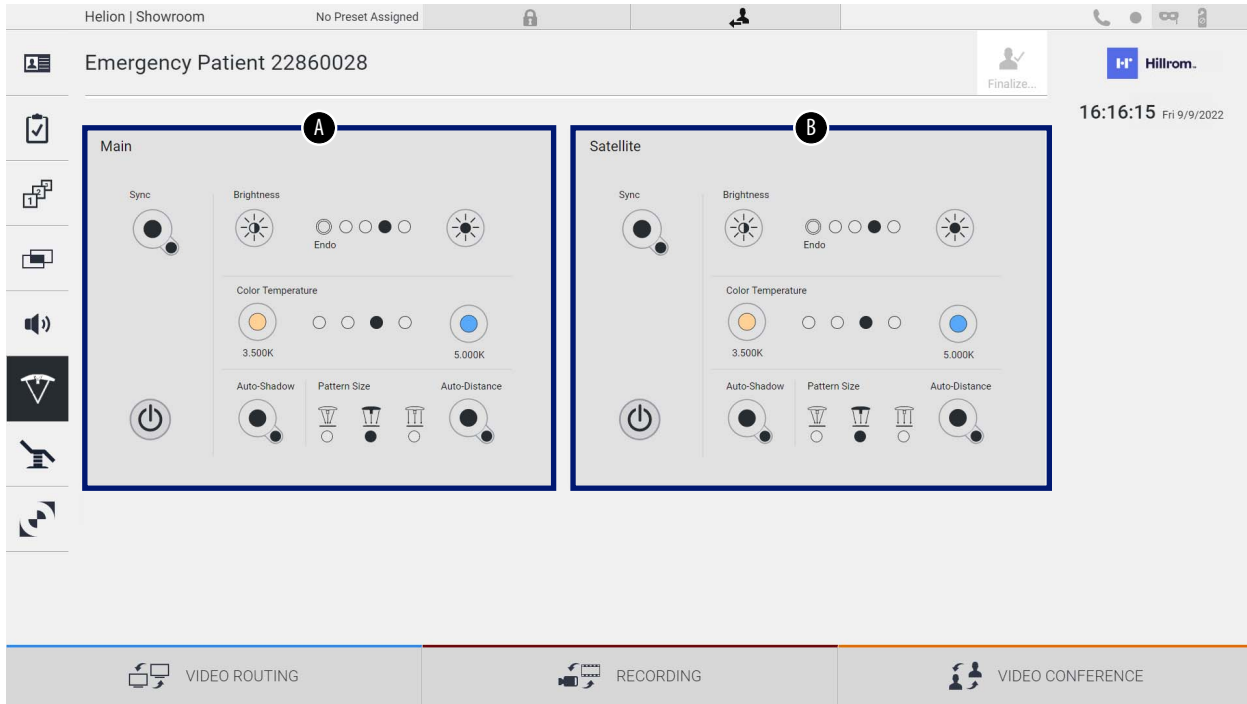 Helion | Showroom
No Preset Assigned
Emergency Patient 22860028
Finalize...
Hillrom™
16:16:15 Fri 9/9/2022
A
Main
Sync
Brightness
Endo
Color Temperature
3.500K
5.000K
Auto-Shadow
Pattern Size
Auto-Distance
B
Satellite
Sync
Brightness
Endo
Color Temperature
3.500K
5.000K
Auto-Shadow
Pattern Size
Auto-Distance
VIDEO ROUTING
RECORDING
VIDEO CONFERENCE